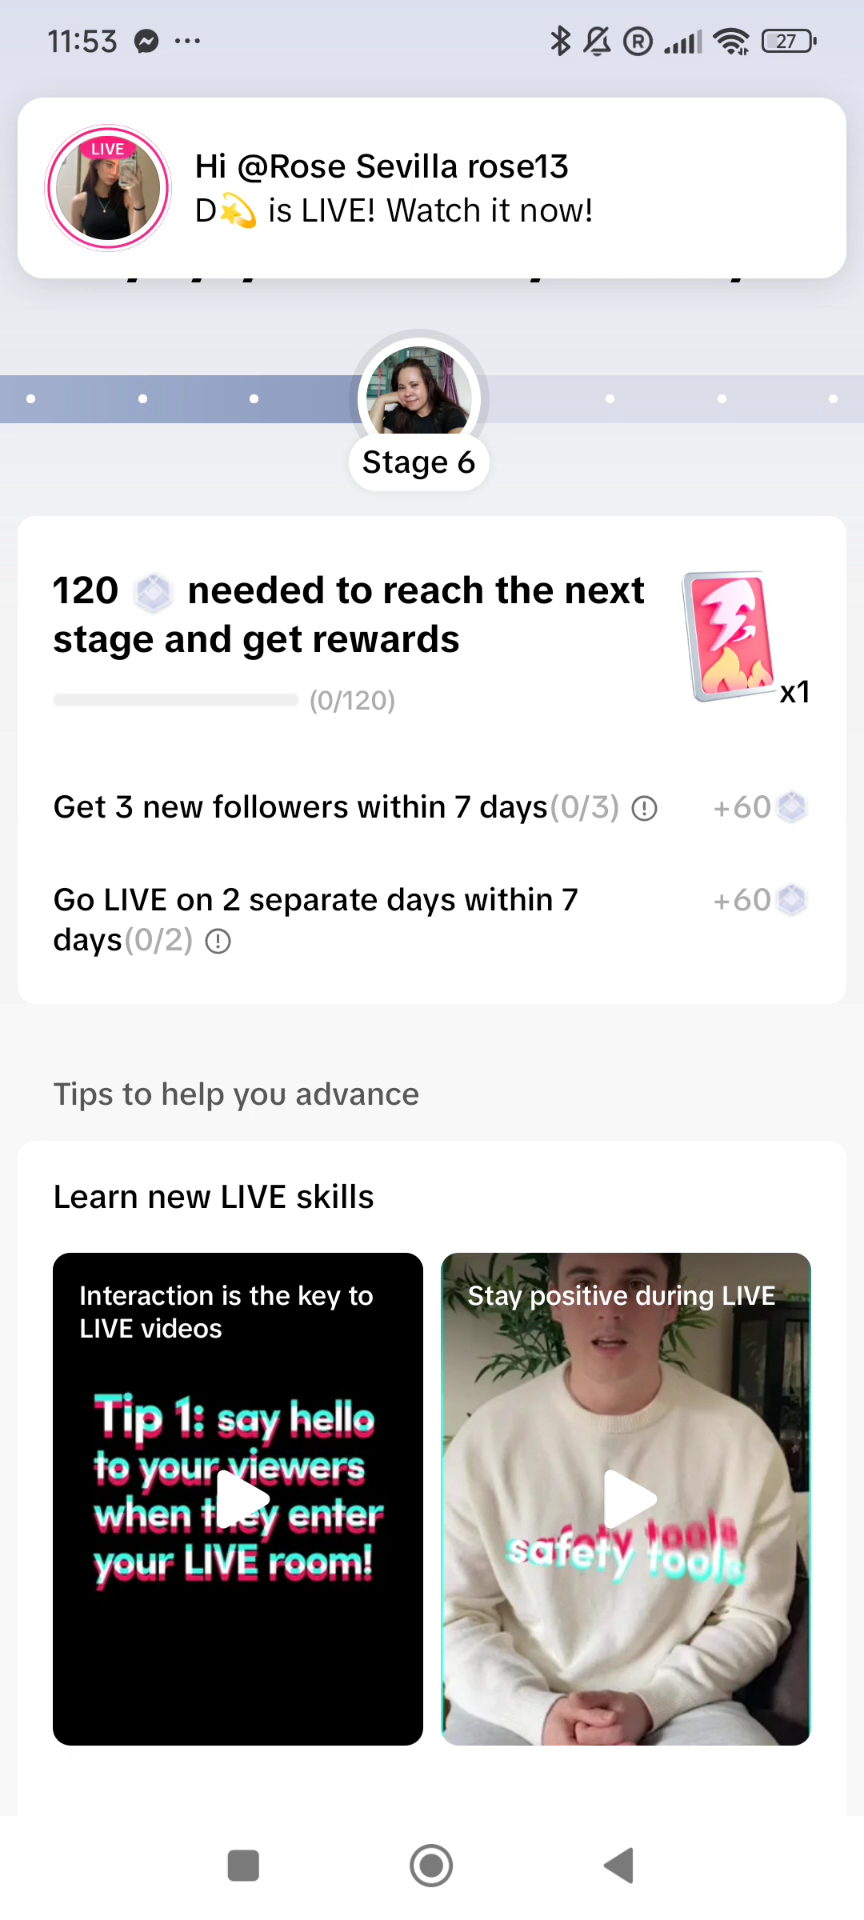 11:53
27
LIVE
Hi @Rose Sevilla rose13
D💫 is LIVE! Watch it now!
Stage 6
120 needed to reach the next
stage and get rewards
(0/120)
x1
Get 3 new followers within 7 days(0/3)
+60
Go LIVE on 2 separate days within 7
days(0/2)
+60
Tips to help you advance
Learn new LIVE skills
Interaction is the key to
LIVE videos
Tip 1: say hello
to your viewers
when they enter
your LIVE room!
Stay positive during LIVE
safety tools